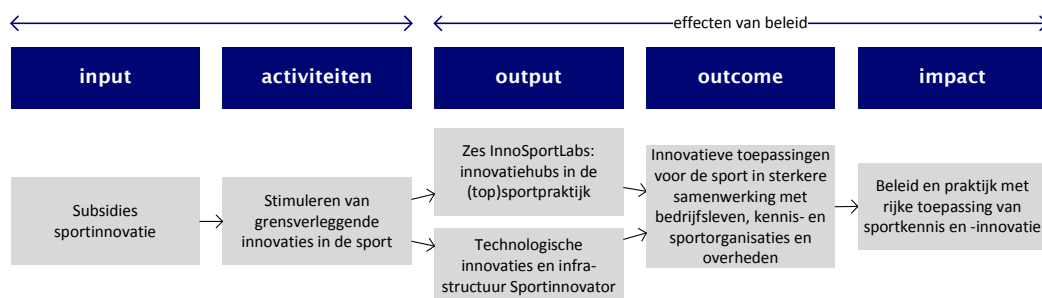 effecten van beleid
input
activiteiten
output
outcome
impact
Subsidies
sportinnovatie
Stimuleren van
grensverleggende
innovaties in de sport
Zes InnoSportLabs:
innovatiehubs in de
(top)sportpraktijk
Technologische
innovaties en infra-
structuur Sportinnovator
Innovatieve toepassingen
voor de sport in sterkere
samenwerking met
bedrijfsleven, kennis- en
sportorganisaties en
overheden
Beleid en praktijk met
rijke toepassing van
sportkennis en -innovatie